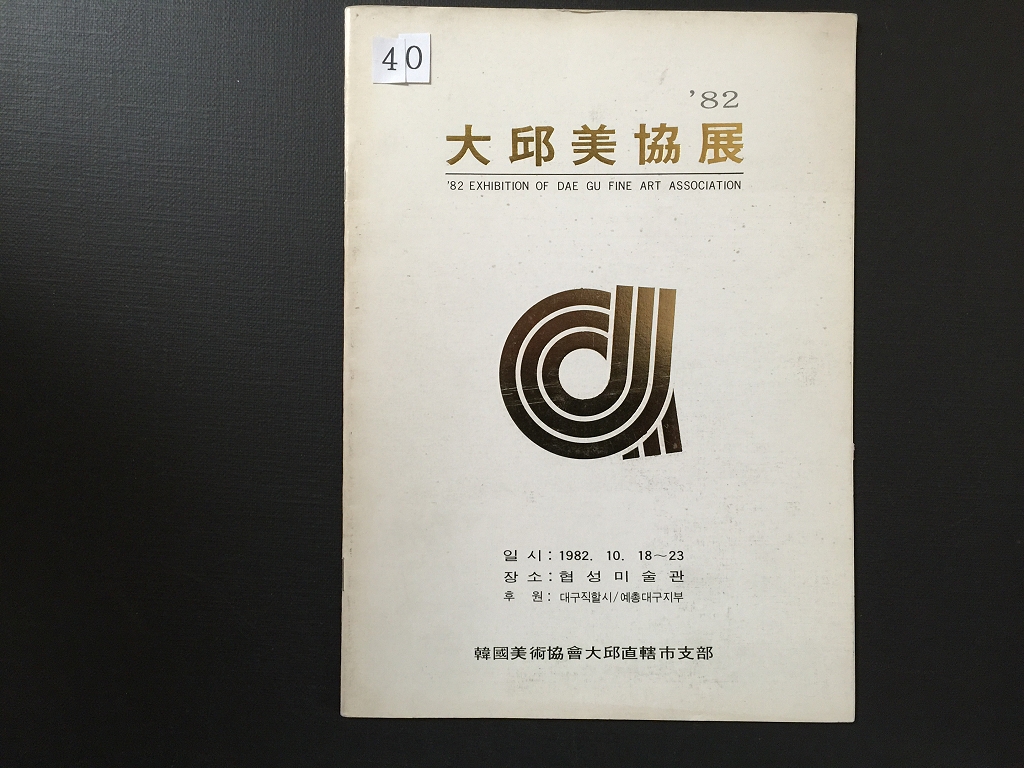 40
'82
大邱美協展
'82 EXHIBITION OF DAE GU FINE ART ASSOCIATION
일 시 : 1982. 10. 18~23
장 소 : 협 성 미 술 관
후 원 : 대구직할시/예총대구지부
韓國美術協會大邱直轄市支部